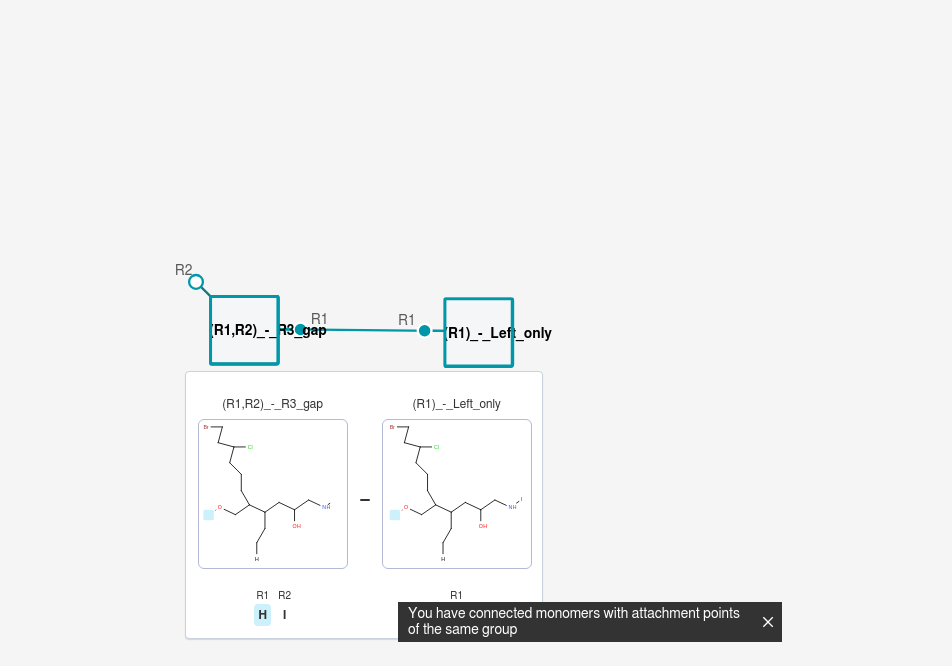 R2
(R1,R2)_-_R3_gap
R1
R1
(R1)_-_Left_only
(R1,R2)_-_R3_gap
(R1)_-_Left_only
Br
Cl
O
NH
OH
H
–
Br
Cl
O
I
NH
OH
H
R1 R2
H I
R1
You have connected monomers with attachment points
of the same group